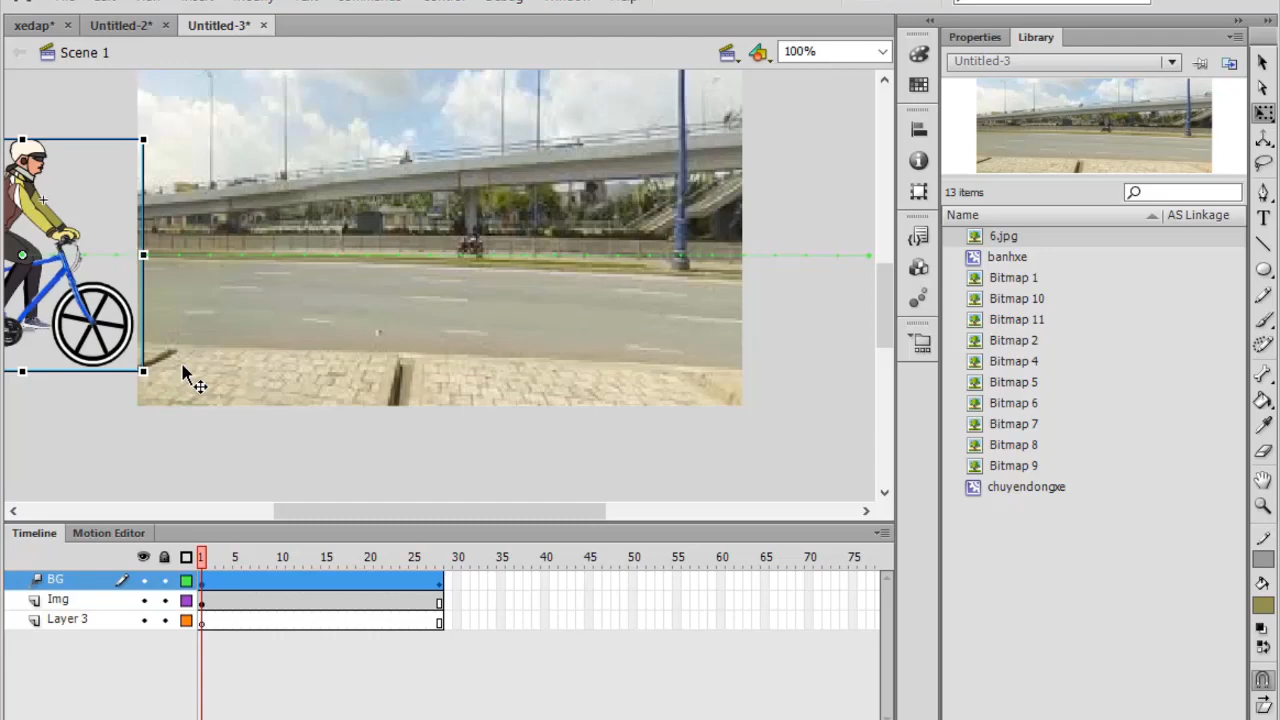 xedap* × Untitled-2* × Untitled-3* ×
Scene 1
100%
Properties Library
Untitled-3
13 items
Name AS Linkage
6.jpg
banhxe
Bitmap 1
Bitmap 10
Bitmap 11
Bitmap 2
Bitmap 4
Bitmap 5
Bitmap 6
Bitmap 7
Bitmap 8
Bitmap 9
chuyendongxe
Timeline Motion Editor
1 5 10 15 20 25 30 35 40 45 50 55 60 65 70 75
BG
Img
Layer 3